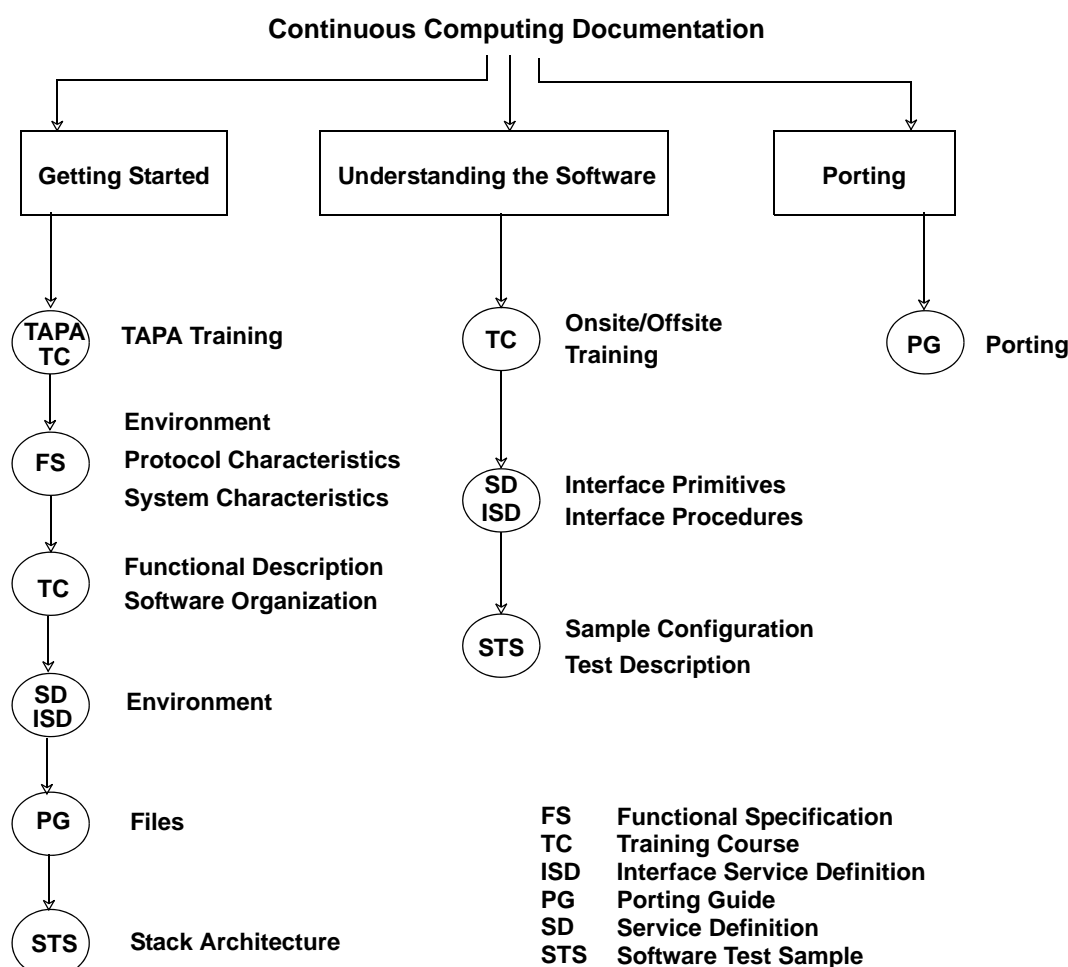 Continuous Computing Documentation
Getting Started
Understanding the Software
Porting
TAPA
TC
TAPA Training
FS
Environment
Protocol Characteristics
System Characteristics
TC
Functional Description
Software Organization
SD
ISD
Environment
PG
Files
STS
Stack Architecture
TC
Onsite/Offsite
Training
SD
ISD
Interface Primitives
Interface Procedures
STS
Sample Configuration
Test Description
PG
Porting
FS Functional Specification
TC Training Course
ISD Interface Service Definition
PG Porting Guide
SD Service Definition
STS Software Test Sample